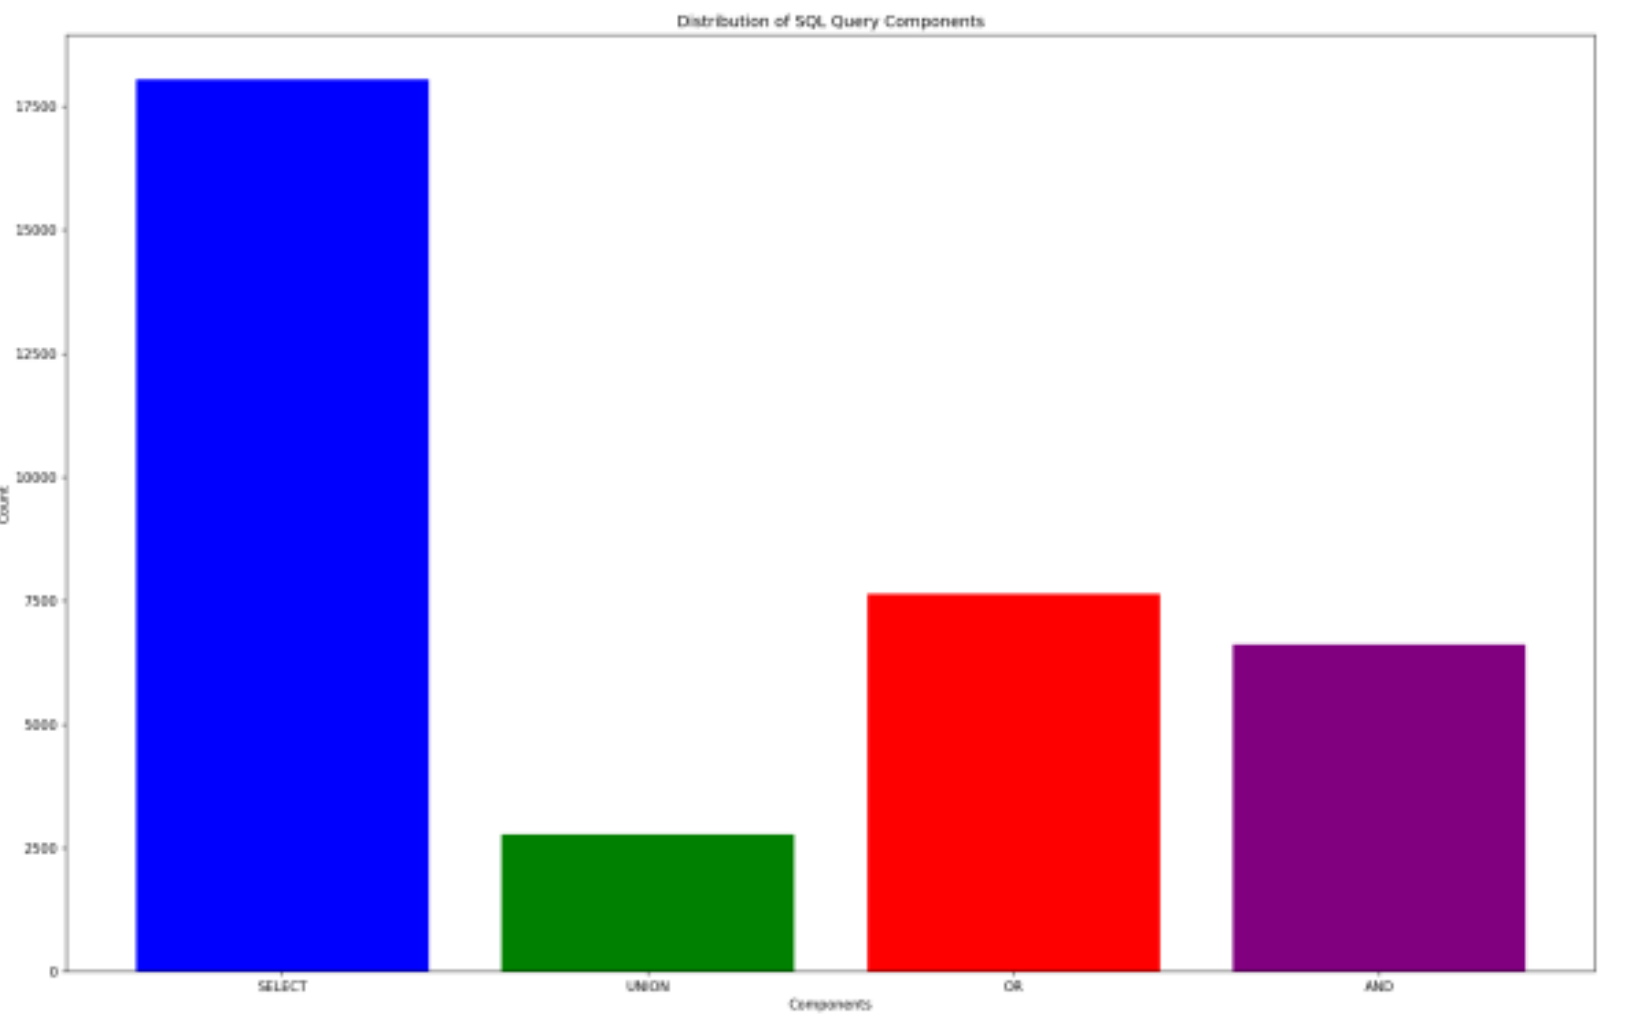 Distribution of SQL Query Components
17500
15000
12500
10000
7500
5000
2500
0
Count
SELECT
UNION
OR
AND
Components